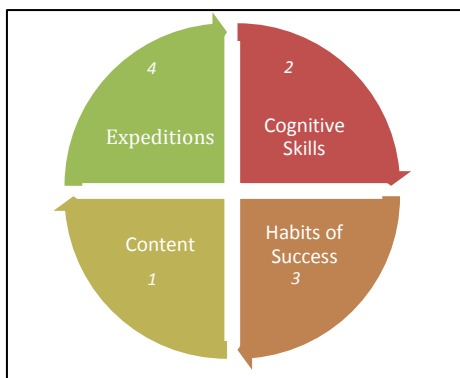 4
Expeditions
2
Cognitive
Skills
Content
1
Habits of
Success
3